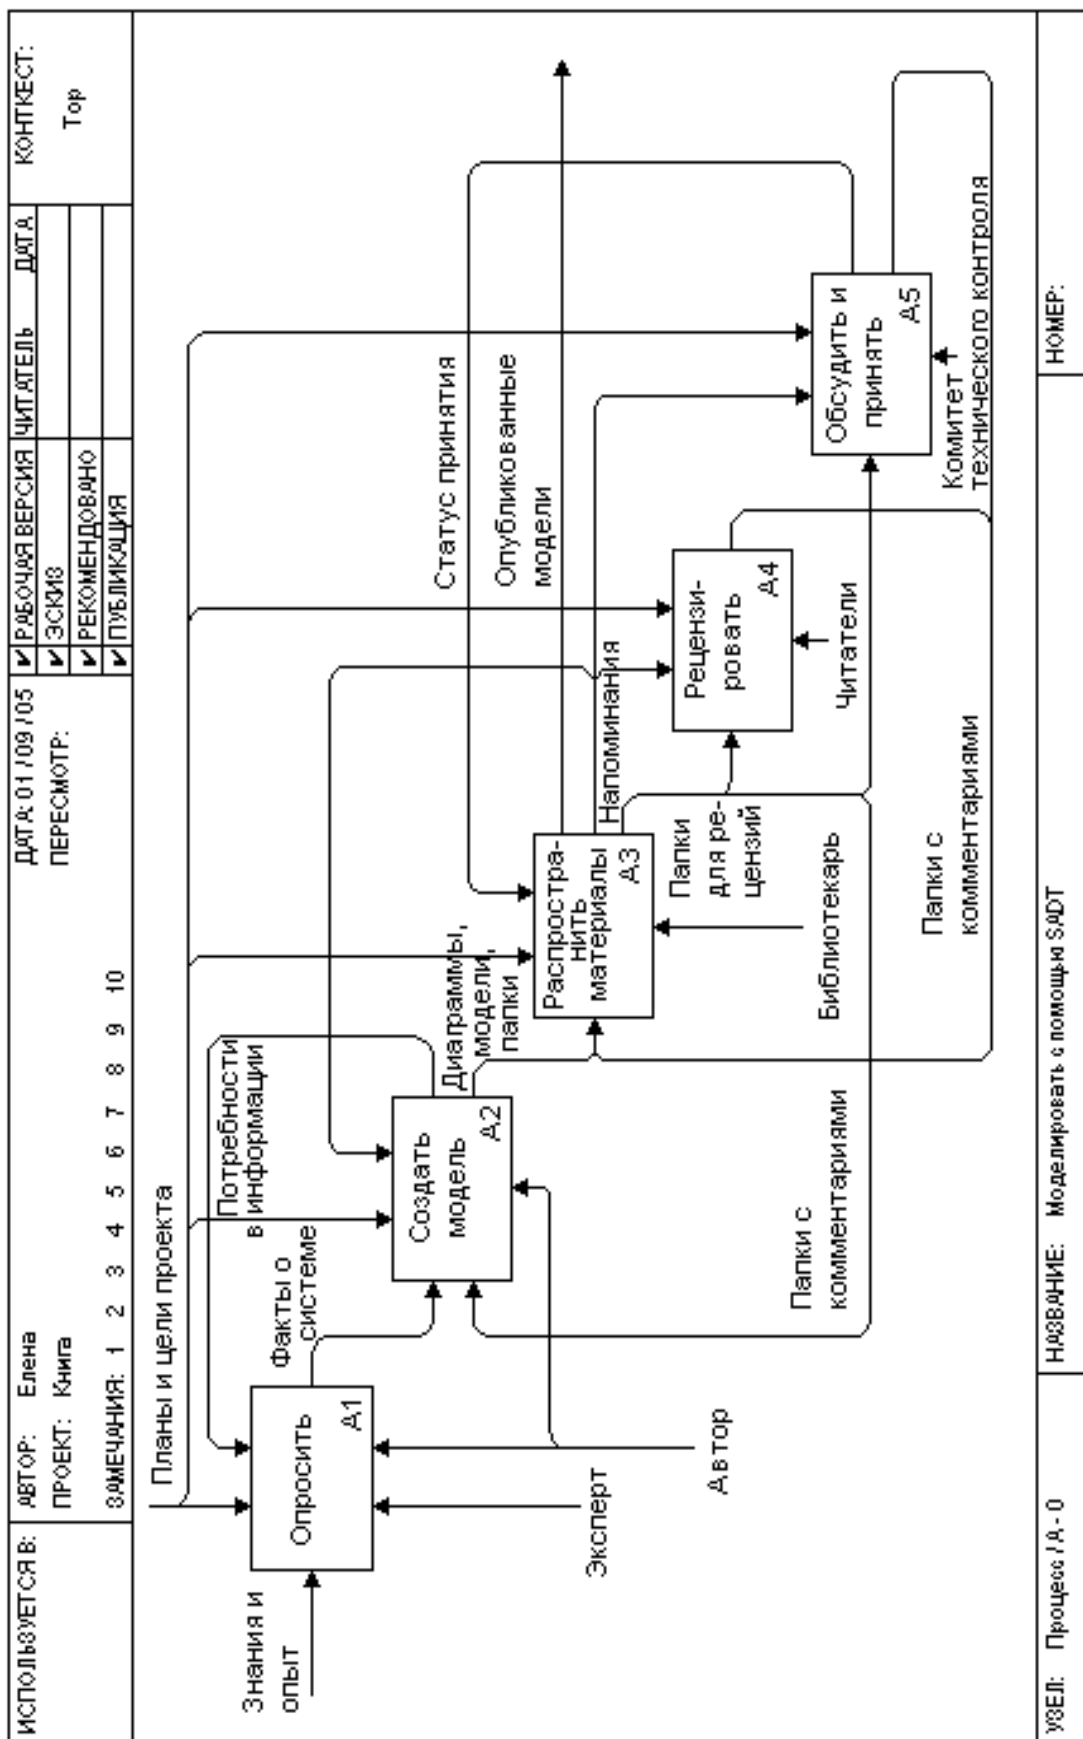 ИСПОЛЬЗУЕТСЯ В:
АВТОР: Елена
ПРОЕКТ: Книга
ЗАМЕЧАНИЯ: 1 2 3 4 5 6 7 8 9 10
ДАТА: 01 /09 /05
ПЕРЕСМОТР:
✔ РАБОЧАЯ ВЕРСИЯ
✔ ЭСКИЗ
✔ РЕКОМЕНДОВАНО
✔ ПУБЛИКАЦИЯ
ЧИТАТЕЛЬ
ДАТА
КОНТКЕСТ:
Top
Планы и цели проекта
Потребности
в информации
Знания и
опыт
Опросить
A1
Факты о
системе
Эксперт
Автор
Создать
модель
A2
Диаграммы,
модели,
папки
Распростра-
нить
материалы
A3
Статус принятия
Опубликованные
модели
Напоминания
Папки
для ре-
цензий
Библиотекарь
Рецензи-
ровать
A4
Читатели
Обсудить и
принять
A5
Комитет
технического контроля
Папки с
комментариями
Папки с
комментариями
УЗЕЛ: Процесс / A - 0
НАЗВАНИЕ: Моделировать с помощью SADT
НОМЕР: